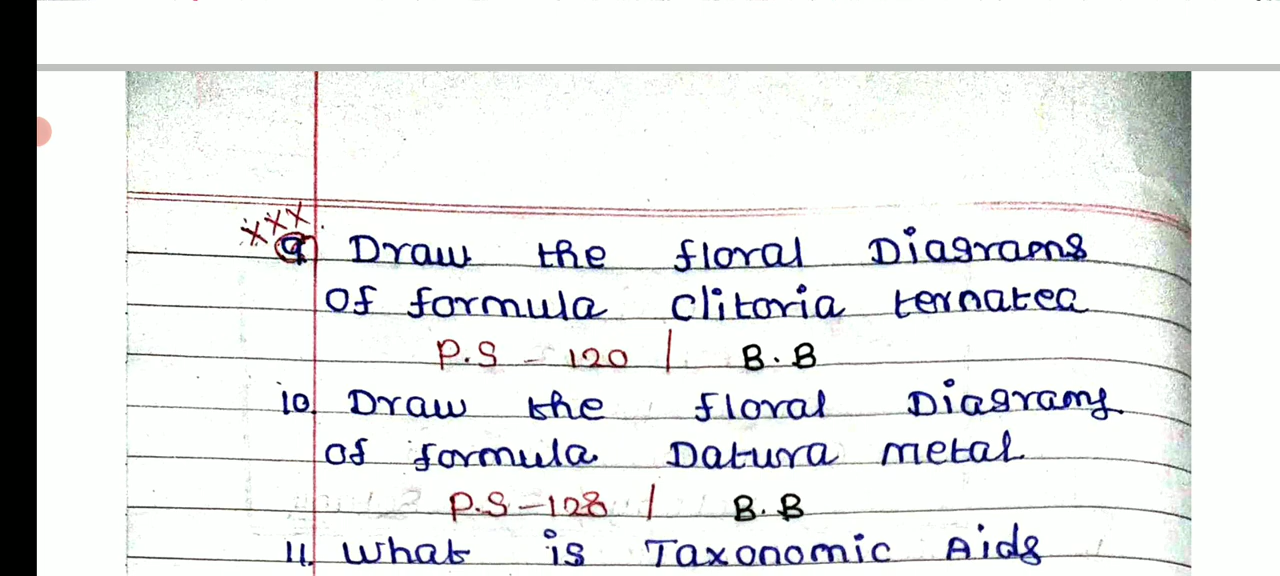 xxx
9) Draw the floral Diagrams
of formula Clitoria ternatea
P.S - 120 | B.B
10. Draw the floral Diagrams
of formula Datura metal
P.S - 128 | B.B
11. What is Taxonomic Aids